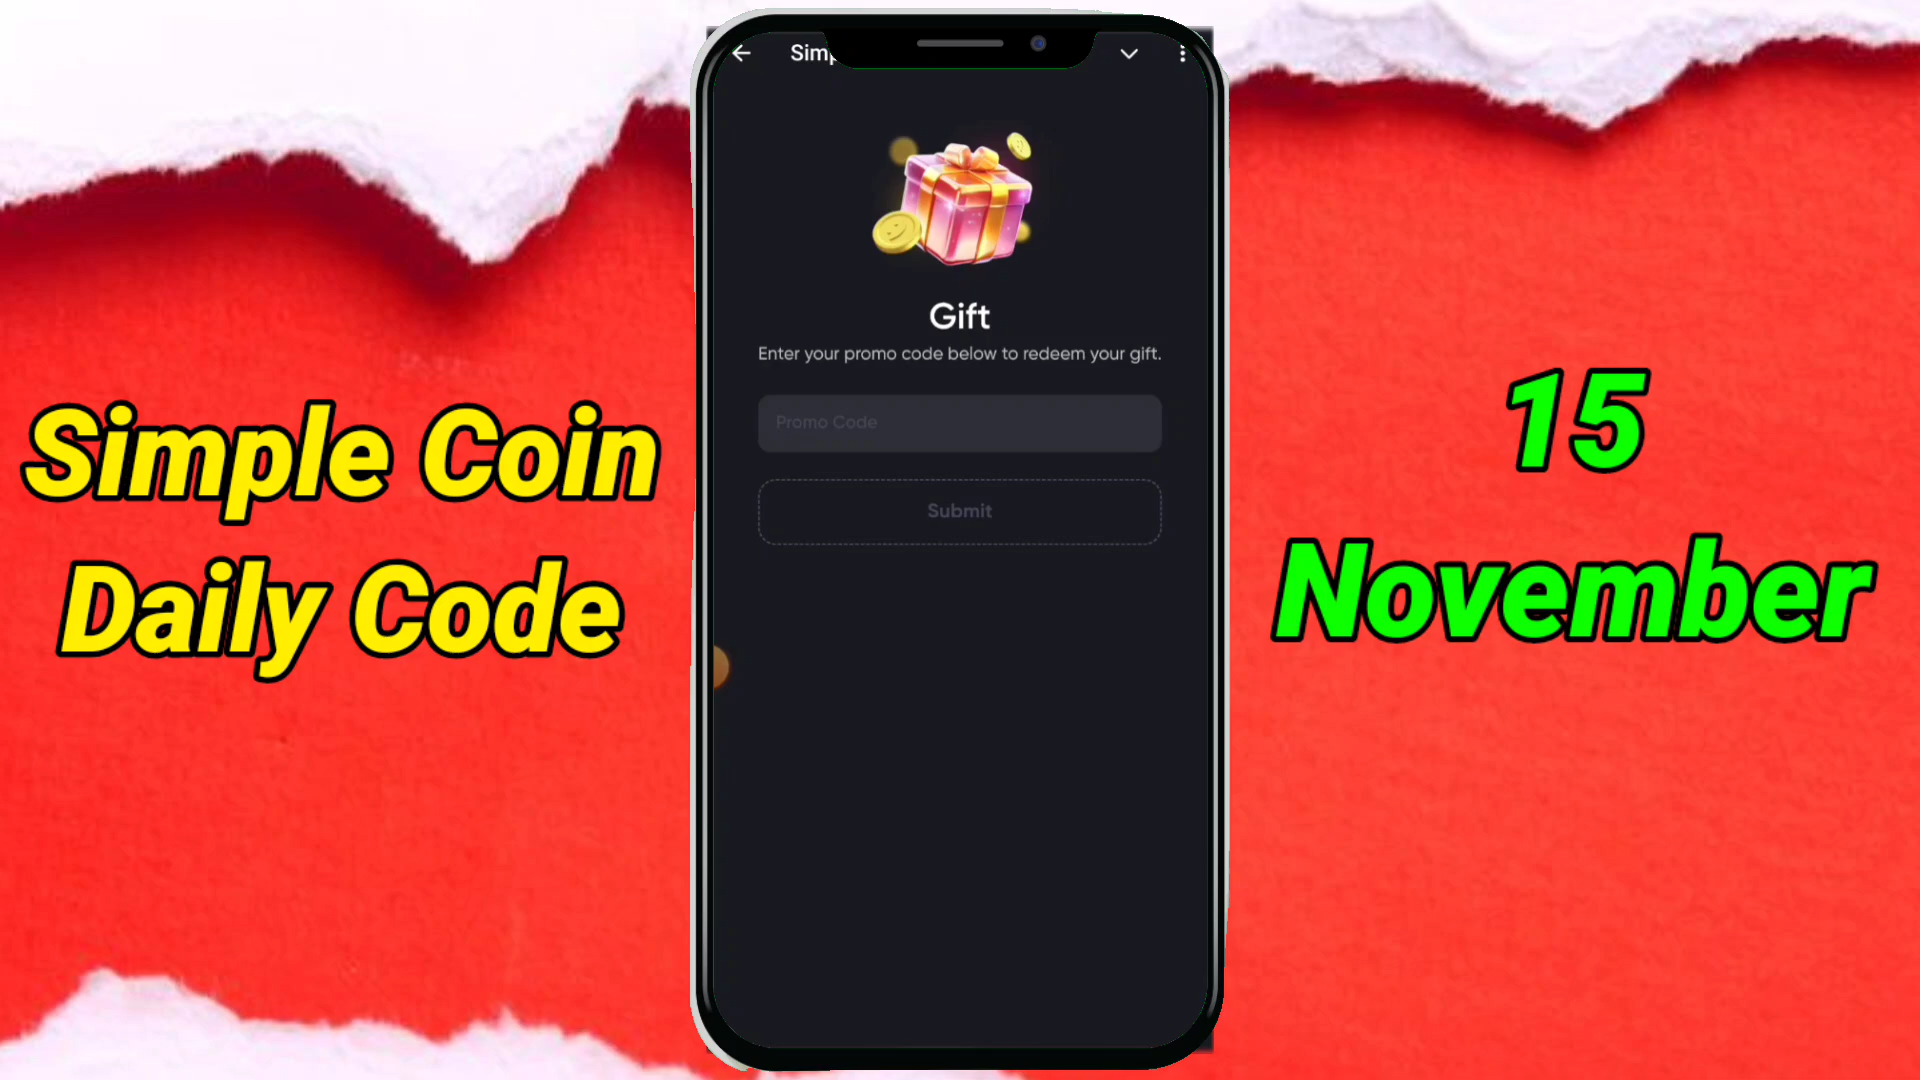 Simple Coin
Daily Code
Simp
Gift
Enter your promo code below to redeem your gift.
Promo Code
Submit
15
November